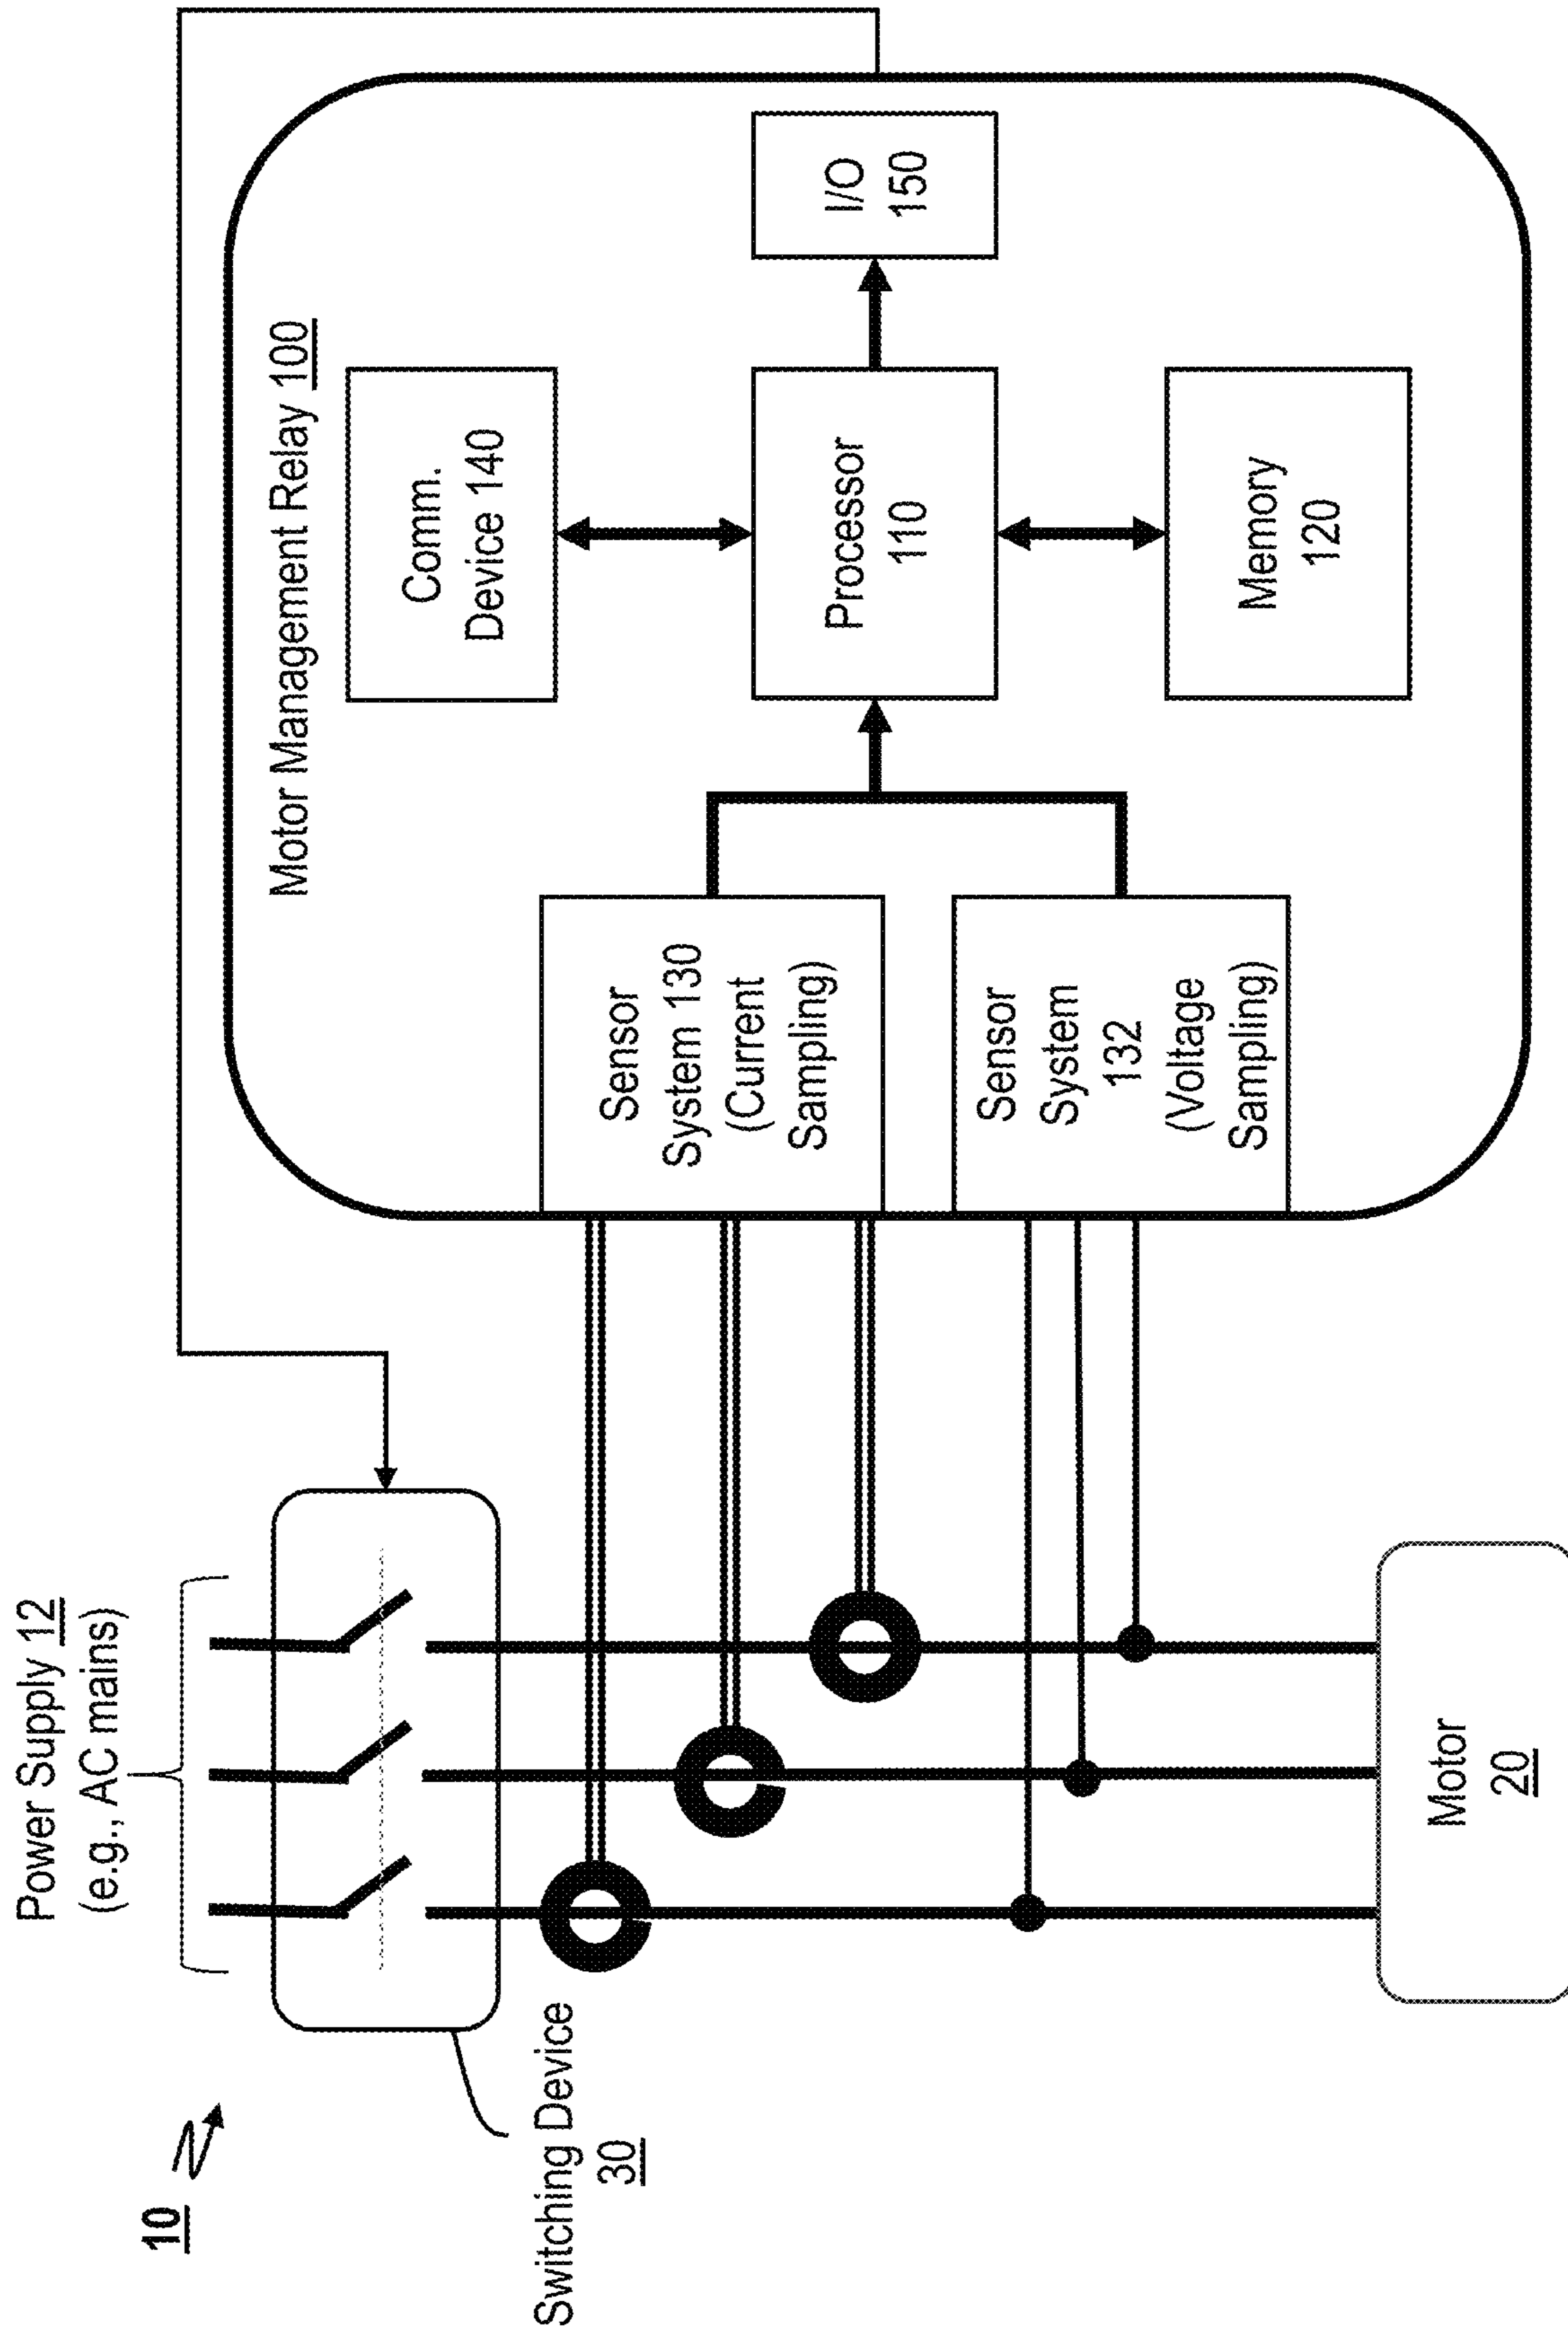 10
Power Supply 12
(e.g., AC mains)
Switching Device
30
Motor
20
Motor Management Relay 100
Sensor
System 130
(Current
Sampling)
Sensor
System
132
(Voltage
Sampling)
Comm.
Device 140
Processor
110
Memory
120
I/O
150